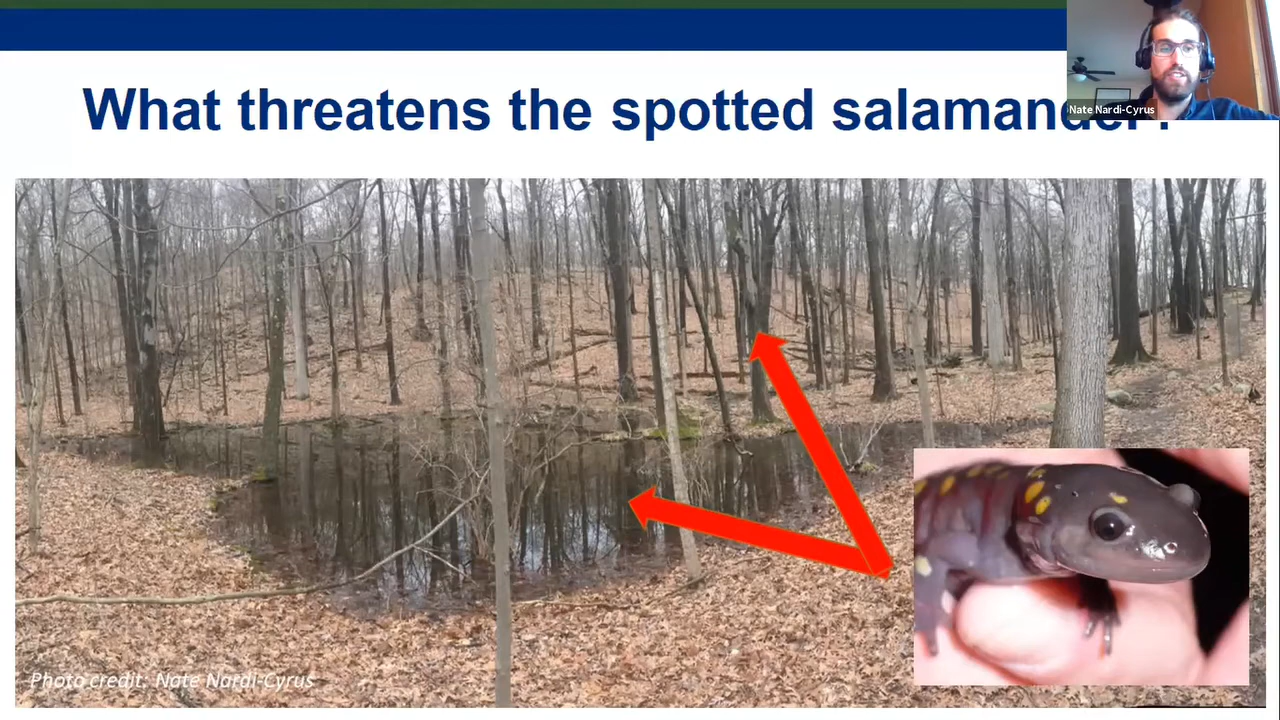 What threatens the spotted salamander?
Nate Nardi-Cyrus
Photo credit: Nate Nardi-Cyrus